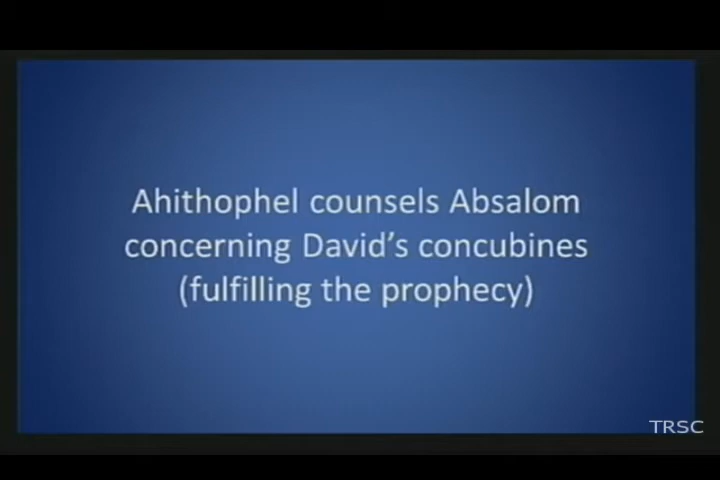 Ahithophel counsels Absalom
concerning David's concubines
(fulfilling the prophecy)
TRSC